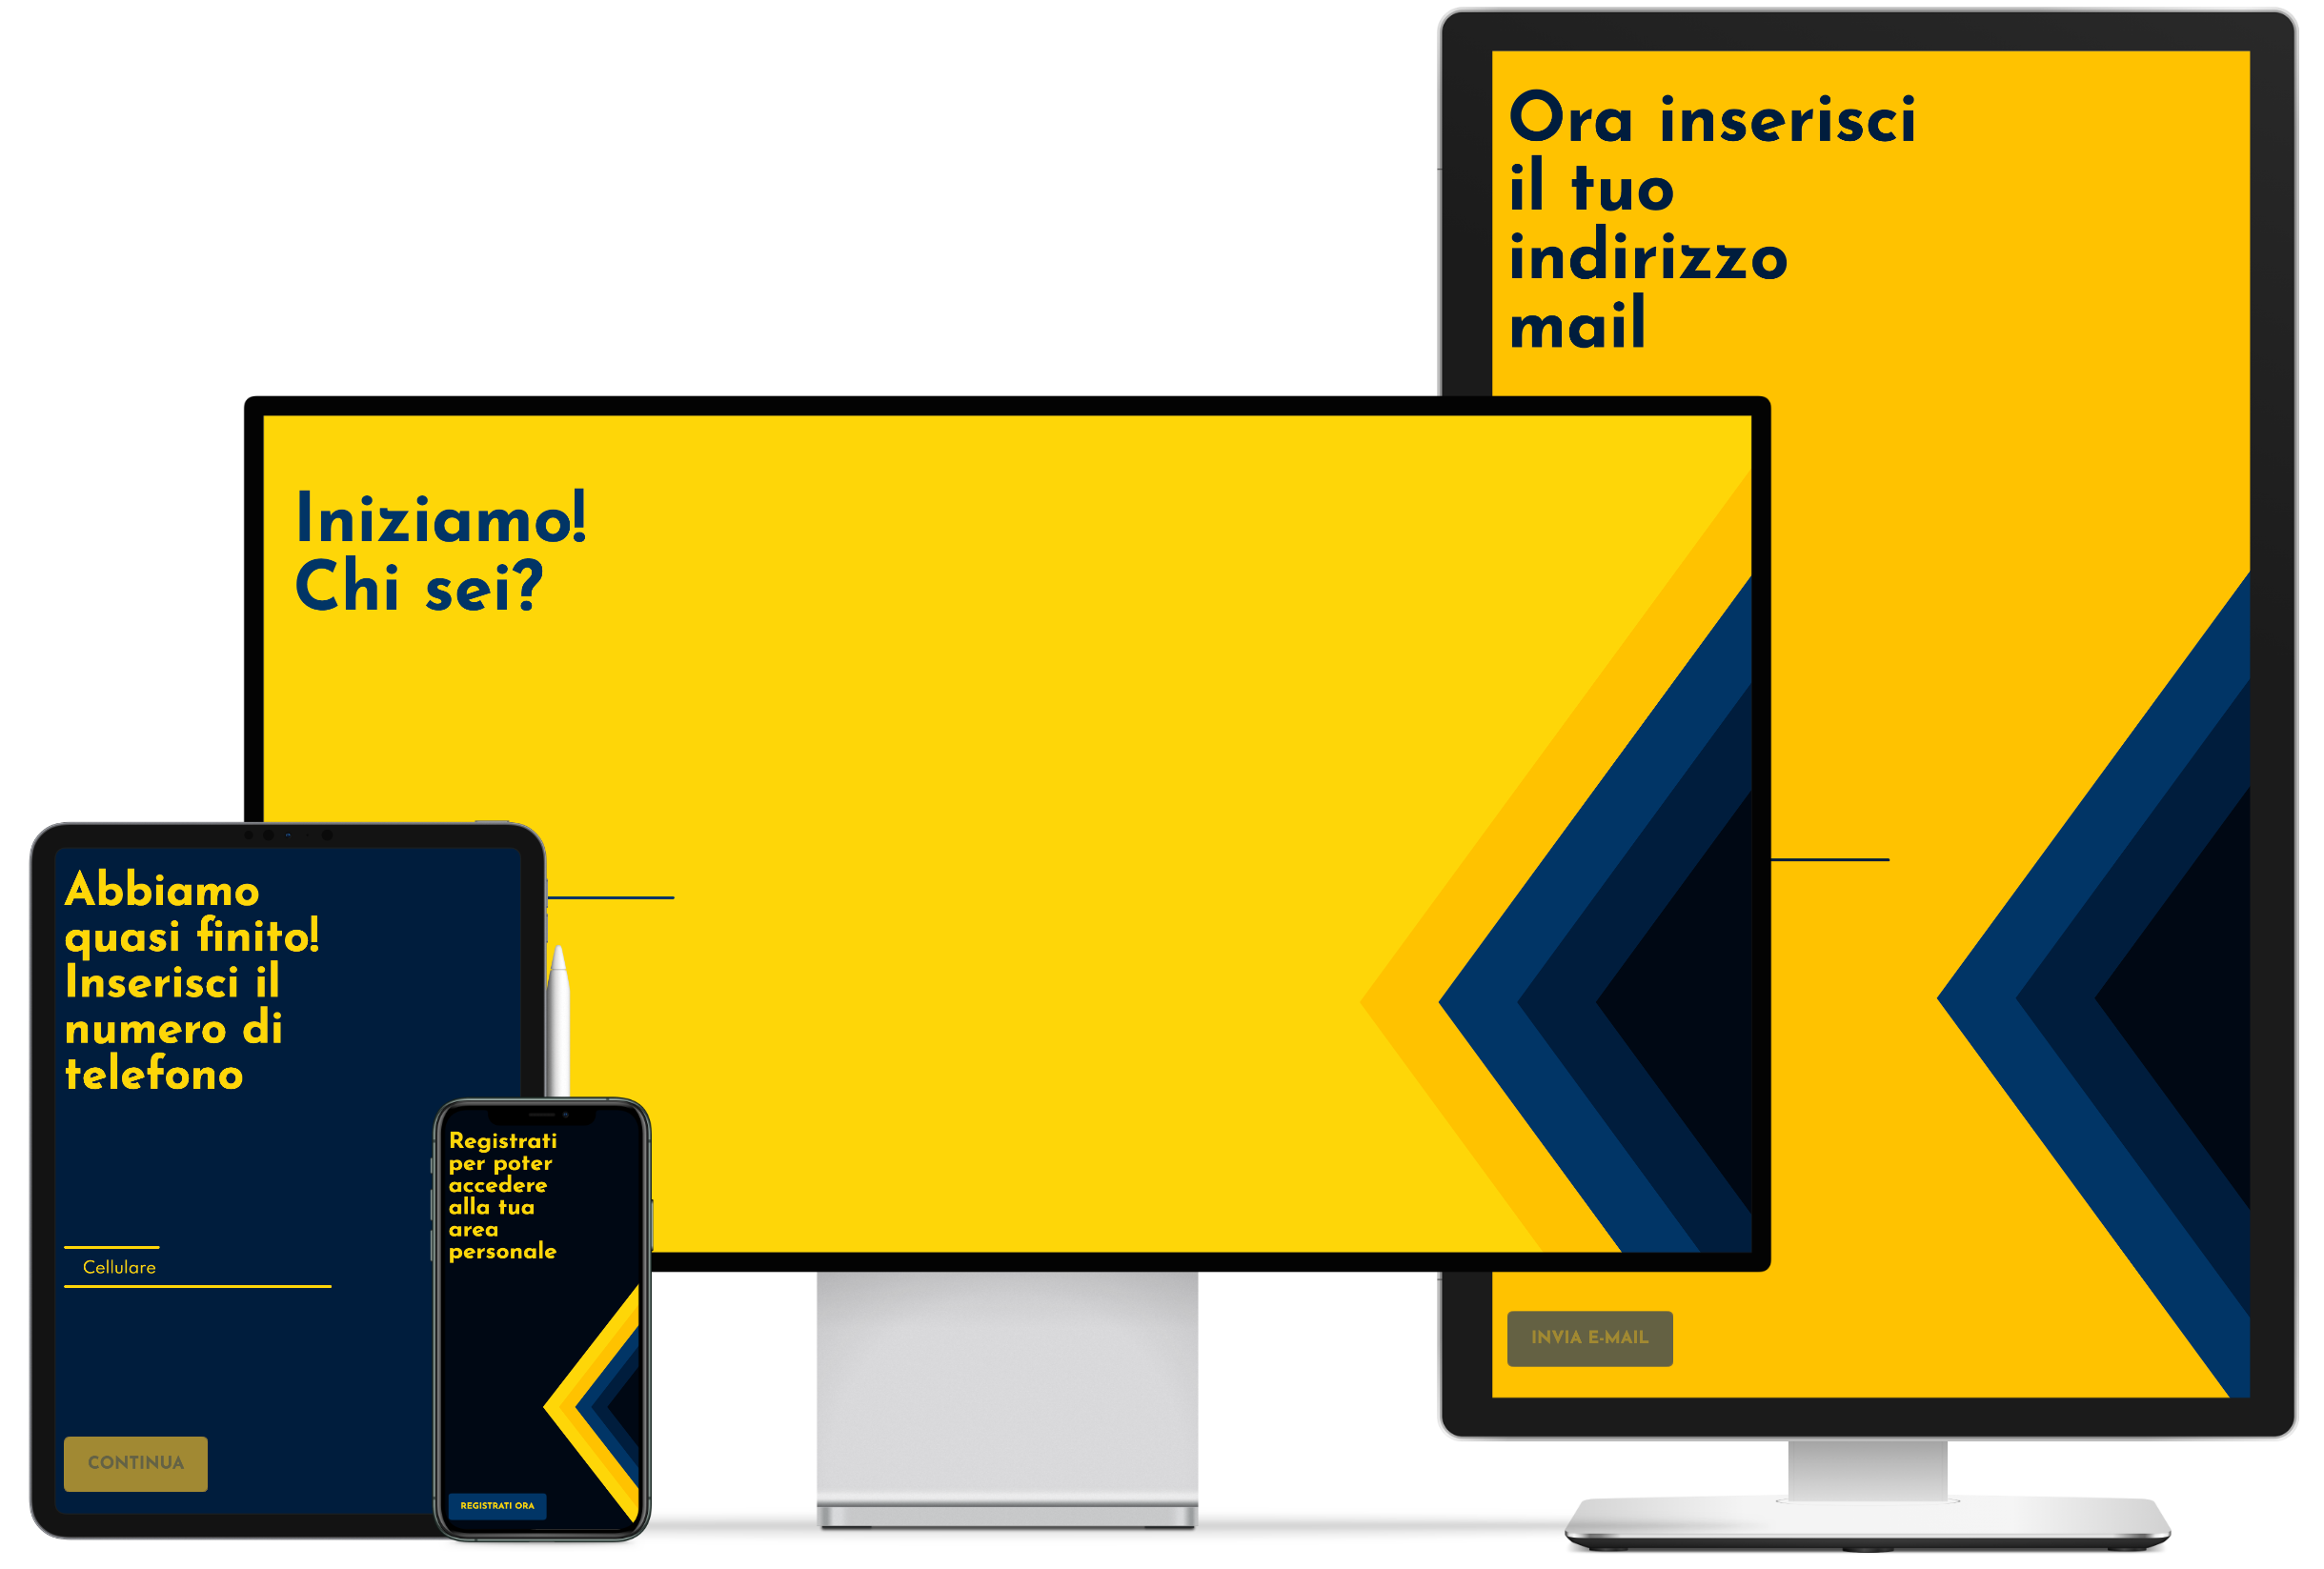 Ora inserisci
il tuo
indirizzo
mail
INVIA E-MAIL
Iniziamo!
Chi sei?
Abbiamo
quasi finito!
Inserisci il
numero di
telefono
Cellulare
CONTINUA
Registrati
per poter
accedere
alla tua
area
personale
REGISTRATI ORA